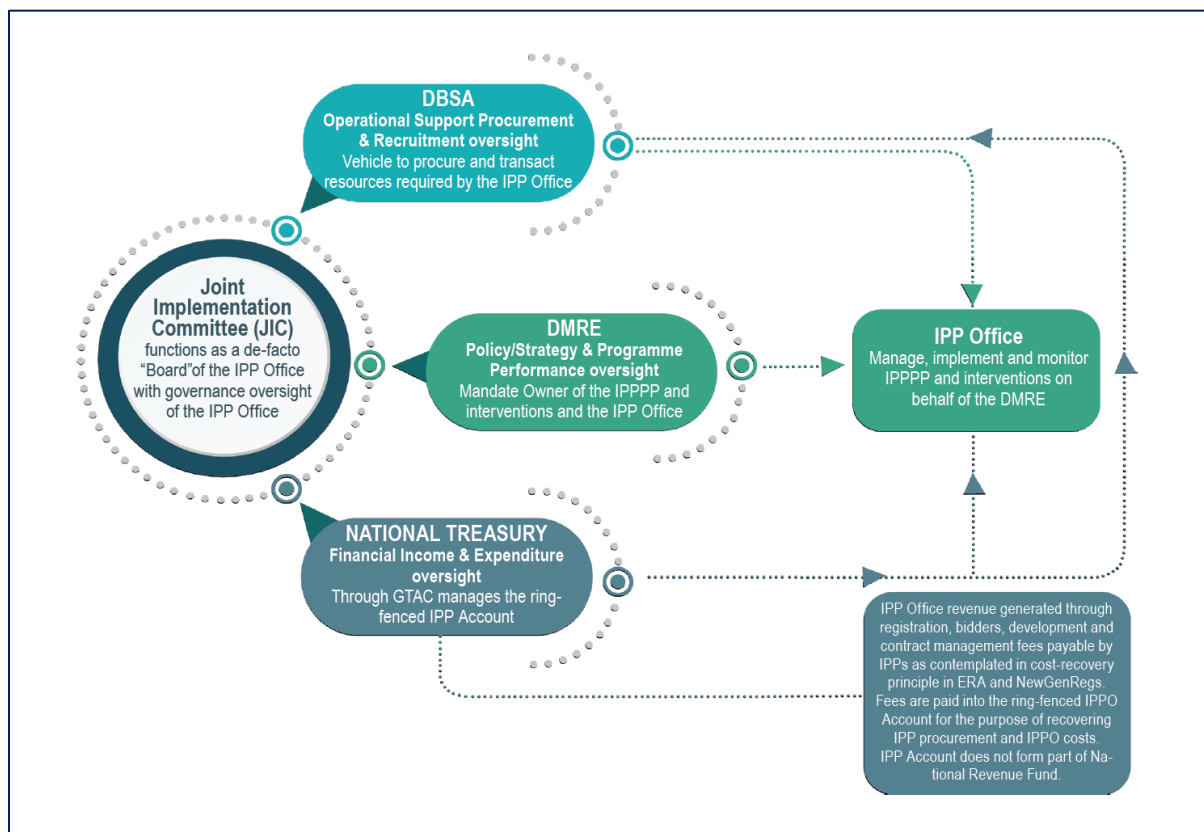 DBSA
Operational Support Procurement
& Recruitment oversight
Vehicle to procure and transact
resources required by the IPP Office
Joint
Implementation
Committee (JIC)
functions as a de-facto
“Board”of the IPP Office
with governance oversight
of the IPP Office
DMRE
Policy/Strategy & Programme
Performance oversight
Mandate Owner of the IPPPP and
interventions and the IPP Office
IPP Office
Manage, implement and monitor
IPPPP and interventions on
behalf of the DMRE
NATIONAL TREASURY
Financial Income & Expenditure
oversight
Through GTAC manages the ring-
fenced IPP Account
IPP Office revenue generated through
registration, bidders, development and
contract management fees payable by
IPPs as contemplated in cost-recovery
principle in ERA and NewGenRegs.
Fees are paid into the ring-fenced IPPO
Account for the purpose of recovering
IPP procurement and IPPO costs.
IPP Account does not form part of Na-
tional Revenue Fund.